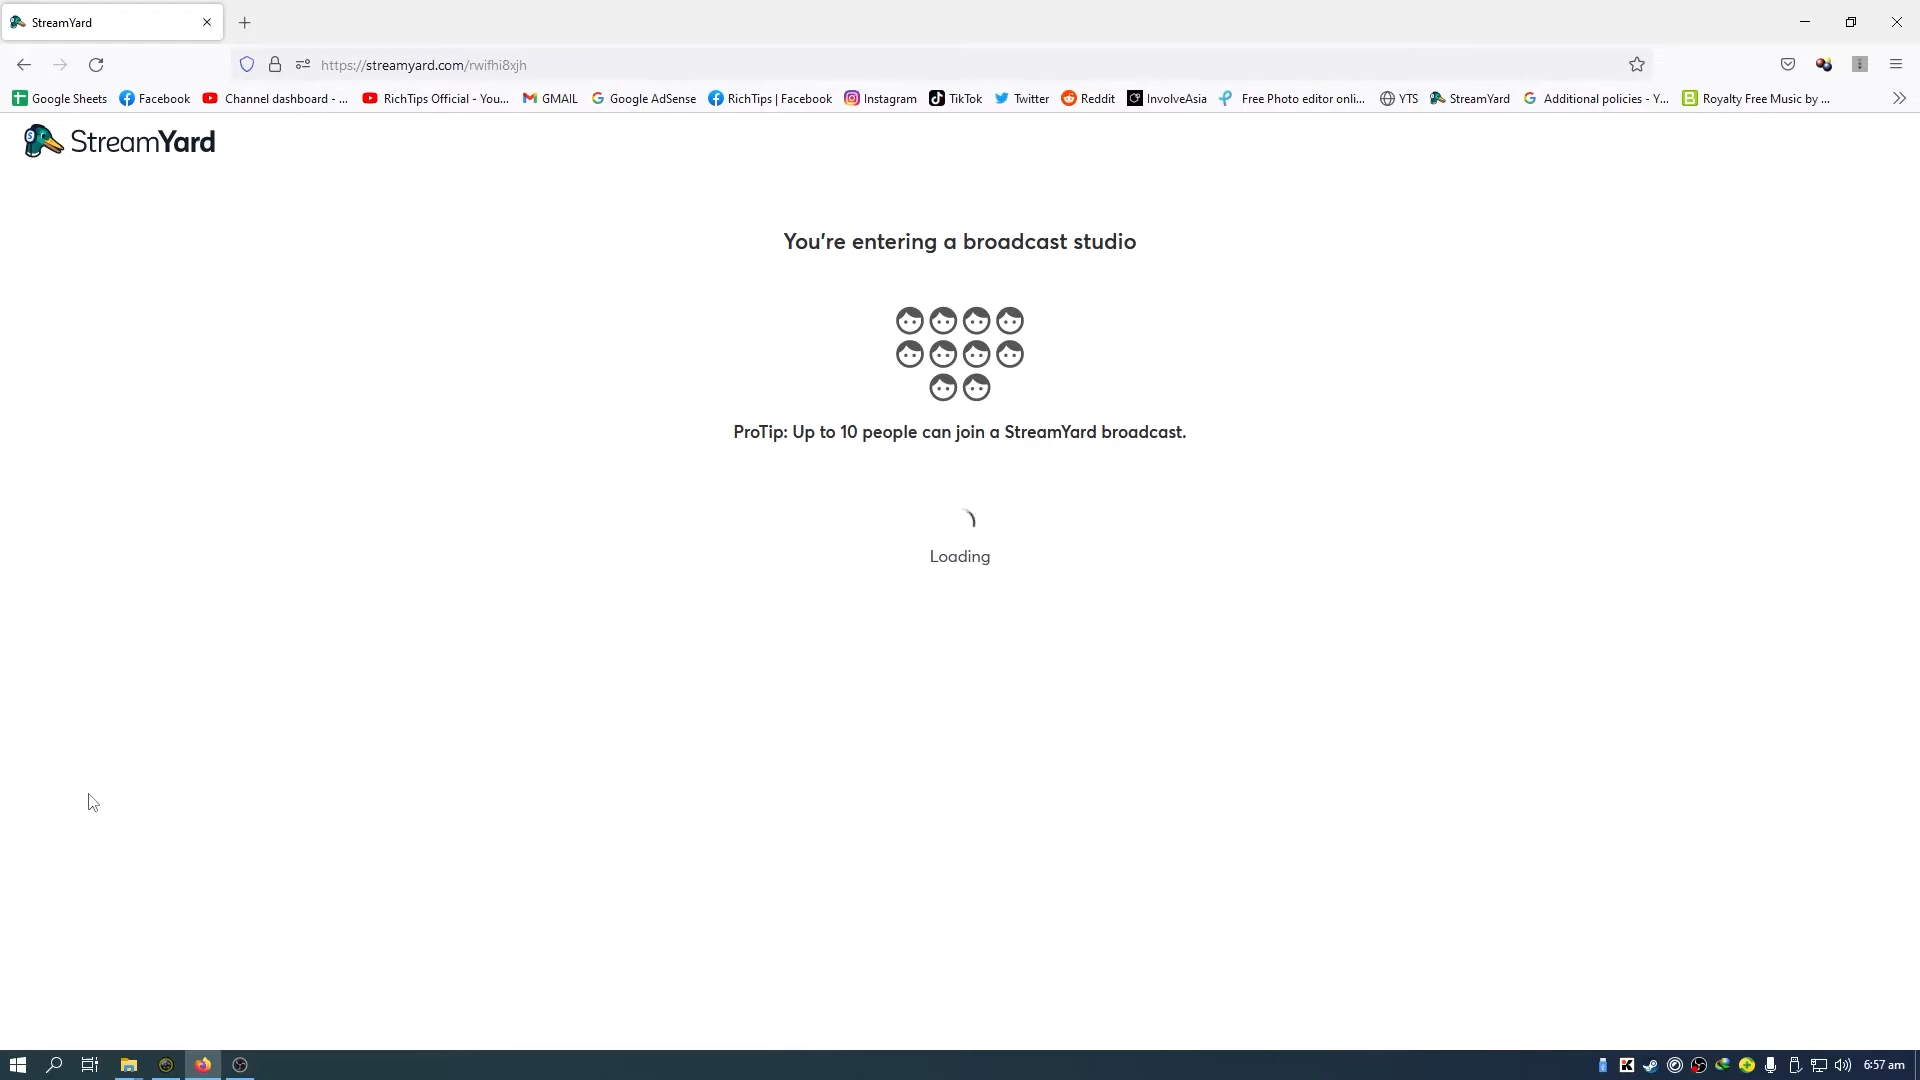 StreamYard
https://streamyard.com/rwifhi8xjh
Google Sheets Facebook Channel dashboard - ... RichTips Official - You... GMAIL Google AdSense RichTips | Facebook Instagram TikTok Twitter Reddit InvolveAsia Free Photo editor onli... YTS StreamYard Additional policies - Y... Royalty Free Music by ...
StreamYard
You're entering a broadcast studio
ProTip: Up to 10 people can join a StreamYard broadcast.
Loading
6:57 am